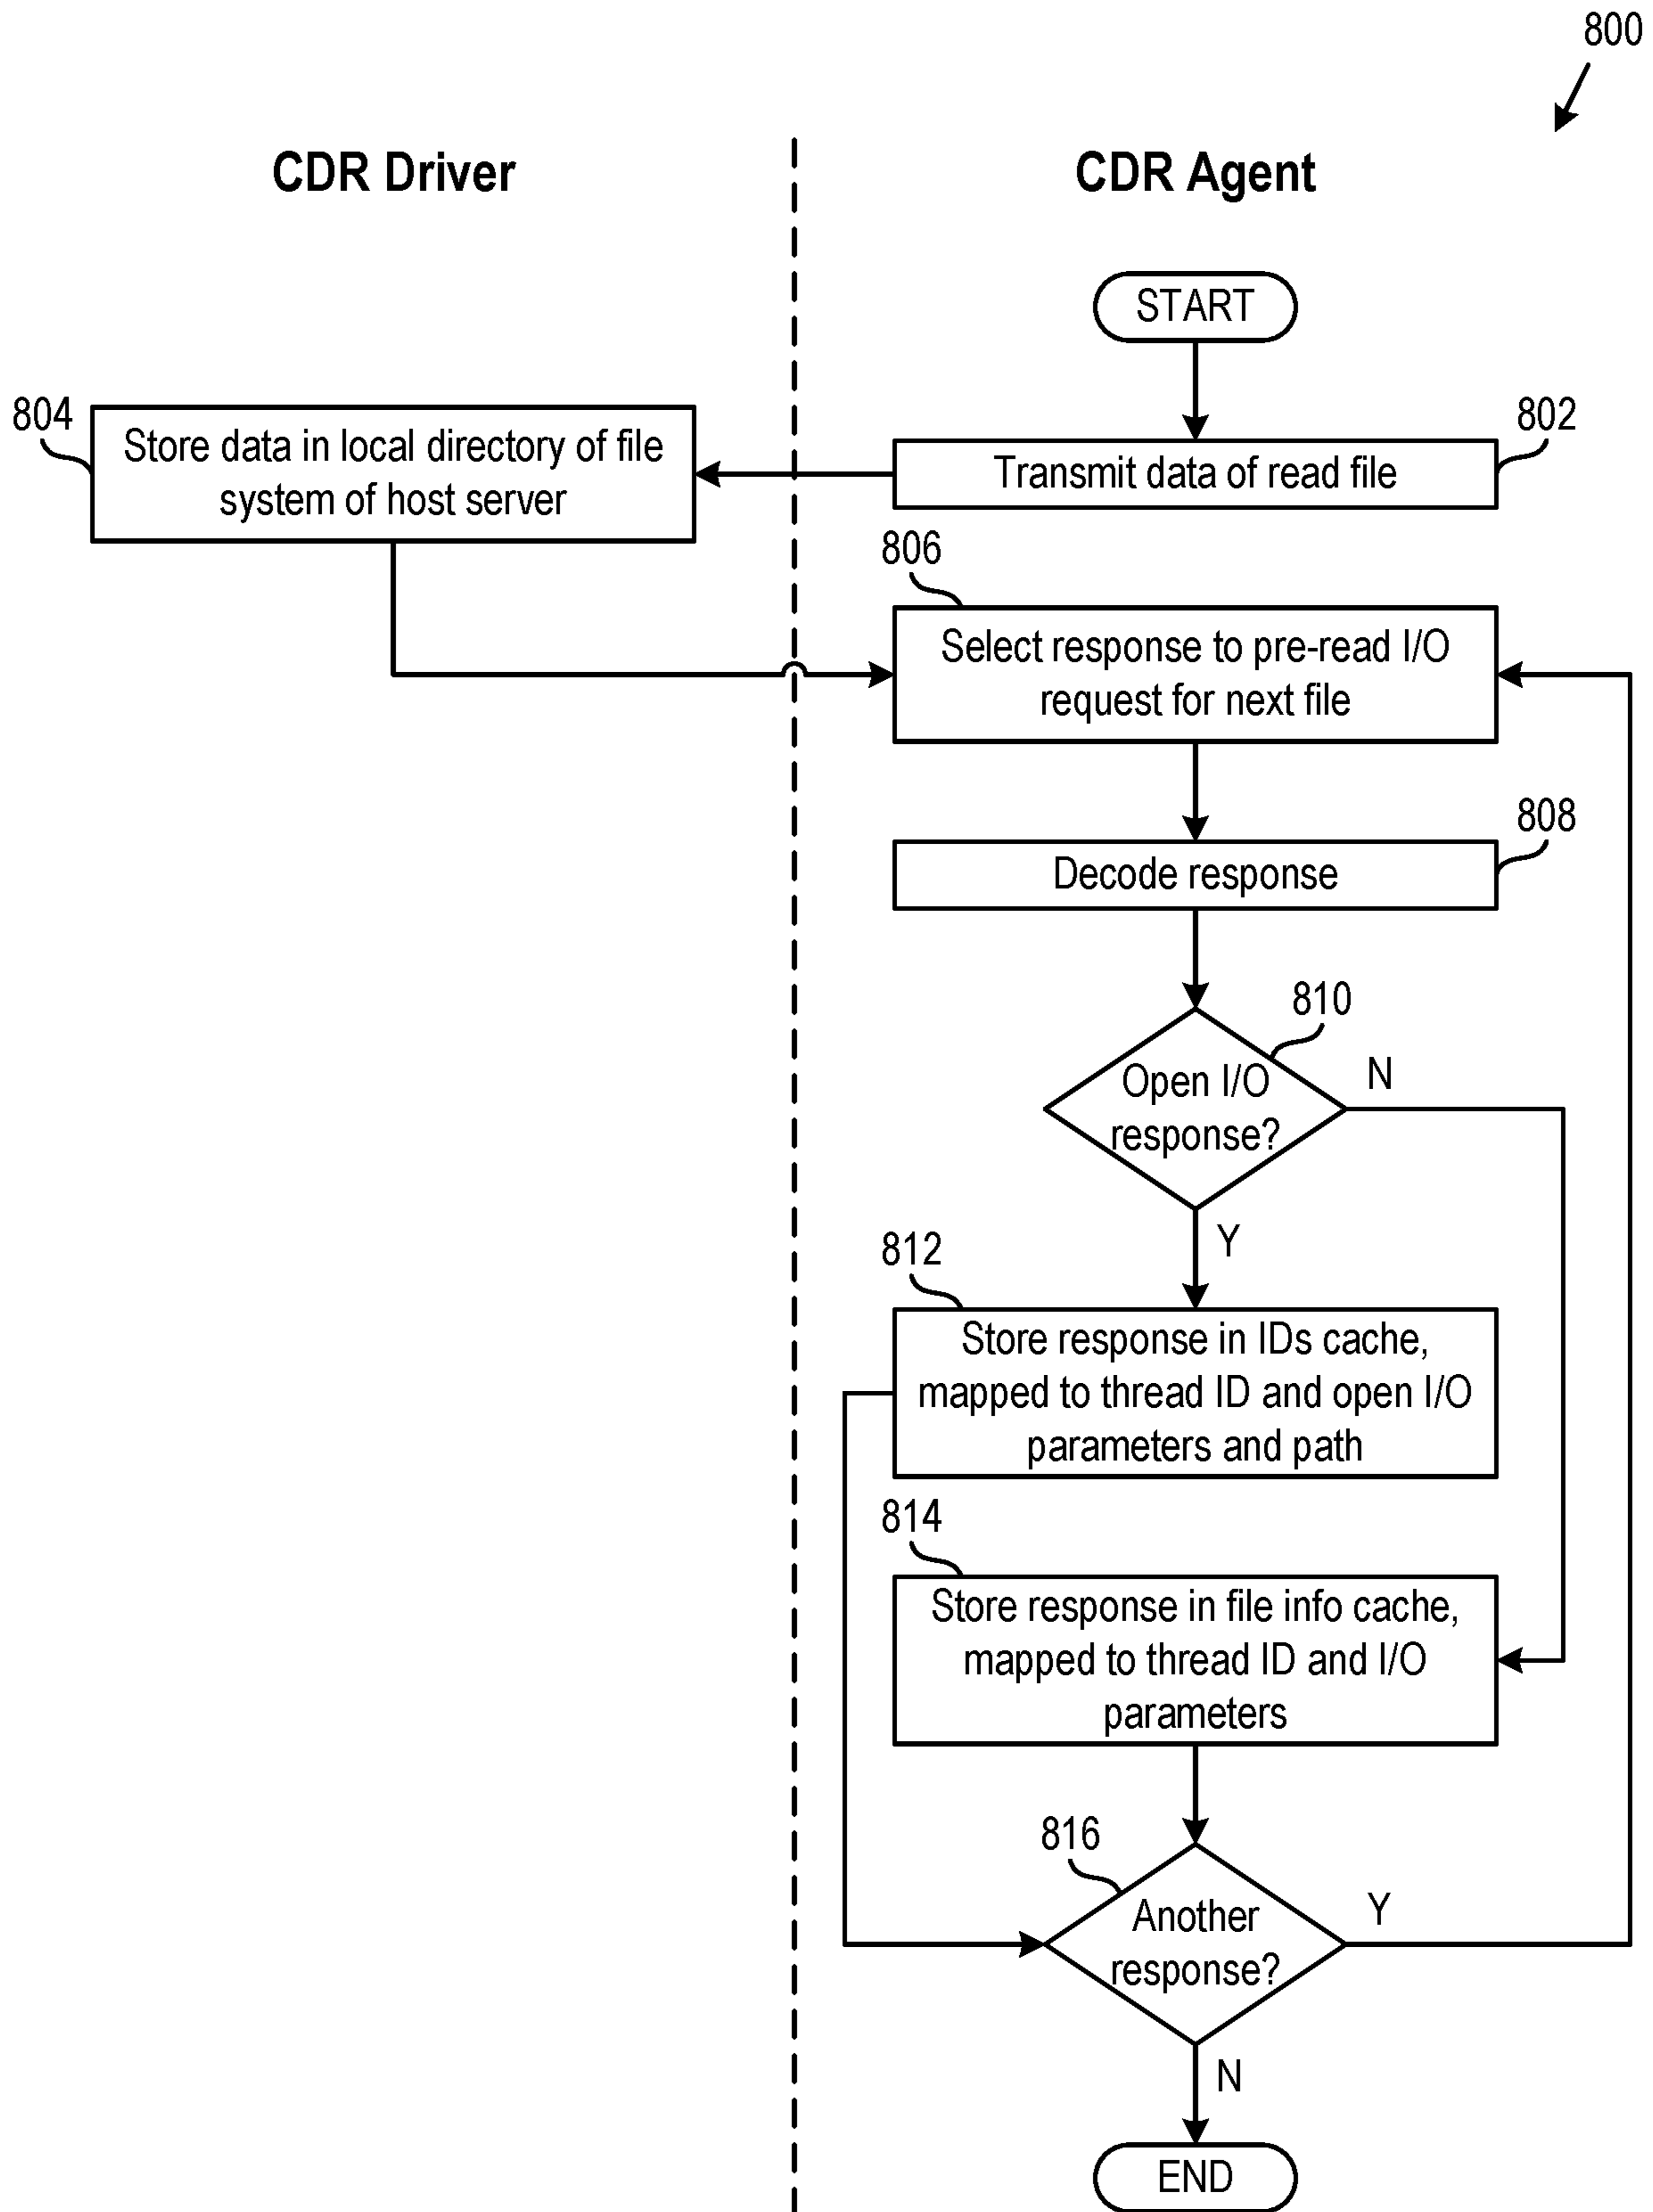 800
CDR Driver
CDR Agent
START
804
Store data in local directory of file
system of host server
802
Transmit data of read file
806
Select response to pre-read I/O
request for next file
808
Decode response
810
Open I/O
response?
N
Y
812
Store response in IDs cache,
mapped to thread ID and open I/O
parameters and path
814
Store response in file info cache,
mapped to thread ID and I/O
parameters
816
Another
response?
Y
N
END